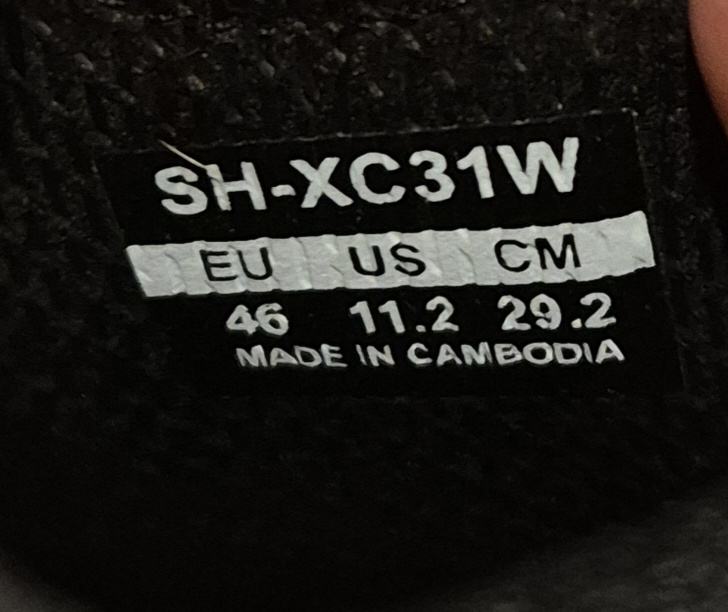 SH-XC31W
EU US CM
46 11.2 29.2
MADE IN CAMBODIA